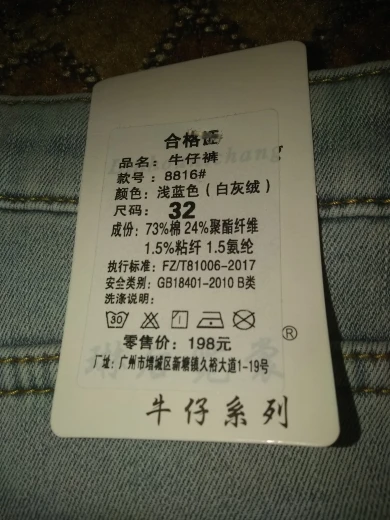 合格证
品名：牛仔裤
款号：8816#
颜色：浅蓝色（白灰绒）
尺码：32
成份：73%棉 24%聚酯纤维
1.5%粘纤 1.5氨纶
执行标准：FZ/T81006-2017
安全类别：GB18401-2010 B类
洗涤说明：
30
零售价：198元
®
厂址：广州市增城区新塘镇久裕大道1-19号
牛仔系列